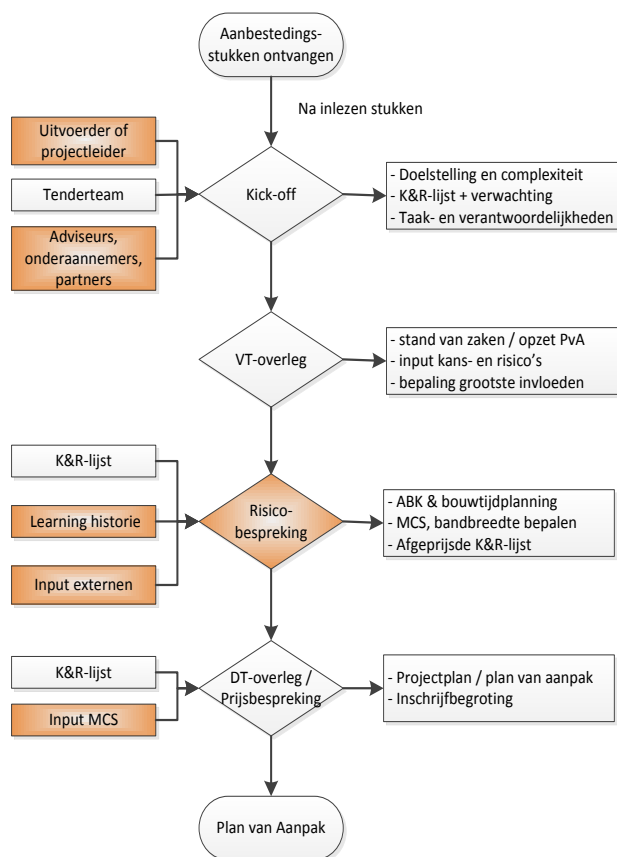 Aanbestedings-
stukken ontvangen
Na inlezen stukken
Uitvoerder of
projectleider
Tenderteam
Adviseurs,
onderaannemers,
partners
Kick-off
- Doelstelling en complexiteit
- K&R-lijst + verwachting
- Taak- en verantwoordelijkheden
VT-overleg
- stand van zaken / opzet PvA
- input kans- en risico's
- bepaling grootste invloeden
K&R-lijst
Learning historie
Input externen
Risico-
bespreking
- ABK & bouwtijdplanning
- MCS, bandbreedte bepalen
- Afgeprijsde K&R-lijst
K&R-lijst
Input MCS
DT-overleg /
Prijsbespreking
- Projectplan / plan van aanpak
- Inschrijfbegroting
Plan van Aanpak